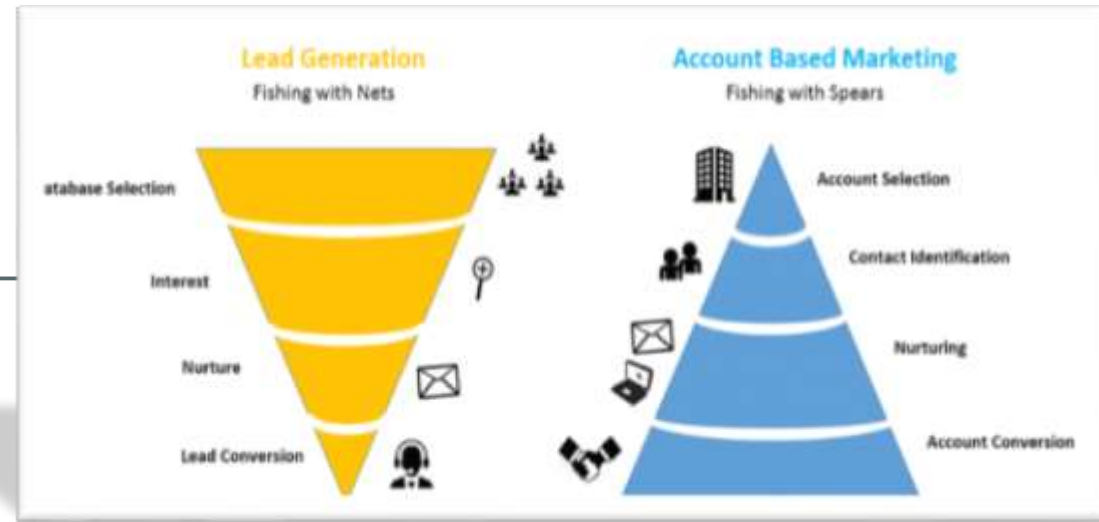 Lead Generation
Fishing with Nets
atabase Selection
Interest
Nurture
Lead Conversion
Account Based Marketing
Fishing with Spears
Account Selection
Contact Identification
Nurturing
Account Conversion